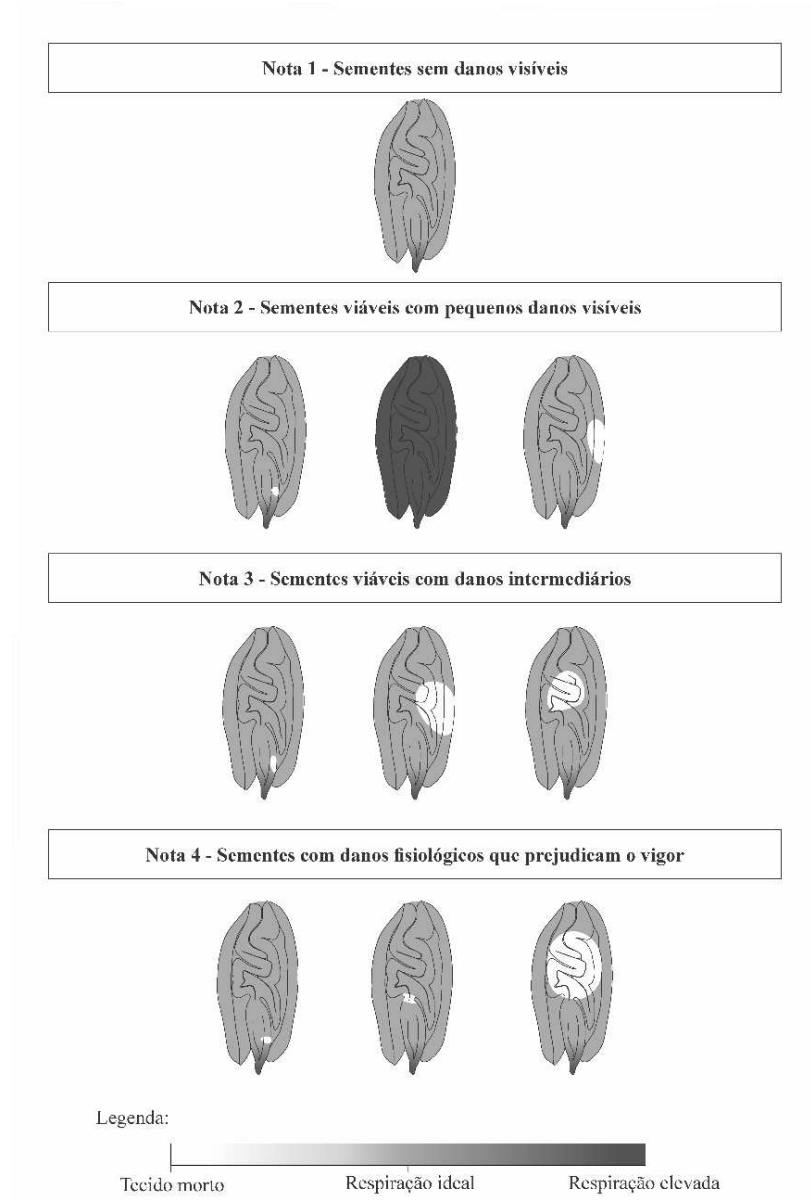 Nota 1 - Sementes sem danos visíveis
Nota 2 - Sementes viáveis com pequenos danos visíveis
Nota 3 - Sementes viáveis com danos intermediários
Nota 4 - Sementes com danos fisiológicos que prejudicam o vigor
Legenda:
Tecido morto Respiração ideal Respiração elevada